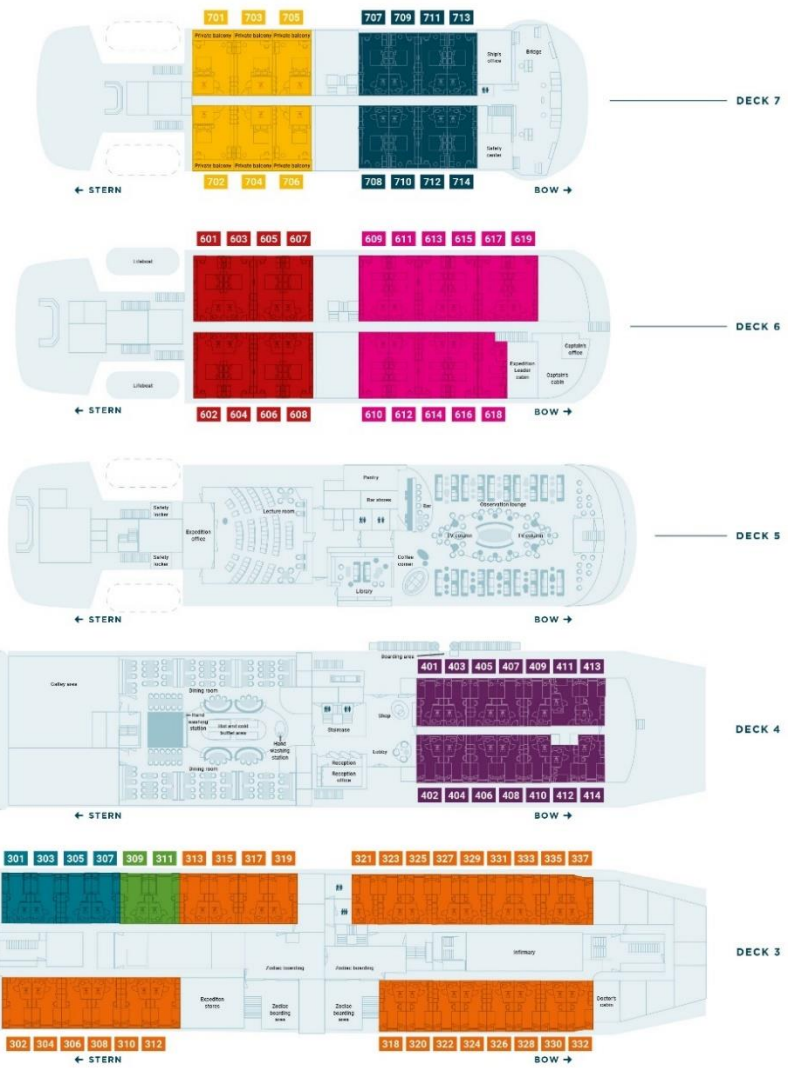 701 703 705 707 709 711 713
Private balcony Private balcony Private balcony
Ship's
office
Bridge
DECK 7
Safety
center
Private balcony Private balcony Private balcony
702 704 706 708 710 712 714
← STERN BOW →
601 603 605 607 609 611 613 615 617 619
Lifeboat
DECK 6
Captain's
office
Expedition
Leader
cabin
Captain's
cabin
Lifeboat
602 604 606 608 610 612 614 616 618
← STERN BOW →
Pantry
Bar stores
Safety
locker
Lecture room
Bar
Observation lounge
Expedition
office
TV column TV column
DECK 5
Safety
locker
Coffee
corner
Library
← STERN BOW →
Boarding area
401 403 405 407 409 411 413
Galley area
Dining room
Hand
washing
station
Hot and cold
buffet area
Shop
Staircase
DECK 4
Hand
washing
station
Lobby
Reception
Reception
office
Dining room
402 404 406 408 410 412 414
← STERN BOW →
301 303 305 307 309 311 313 315 317 319 321 323 325 327 329 331 333 335 337
Zodiac boarding Zodiac boarding
Infirmary
DECK 3
Expediton
stores
Zodiac
boarding
area
Zodiac
boarding
area
Doctor's
cabin
302 304 306 308 310 312 318 320 322 324 326 328 330 332
← STERN BOW →